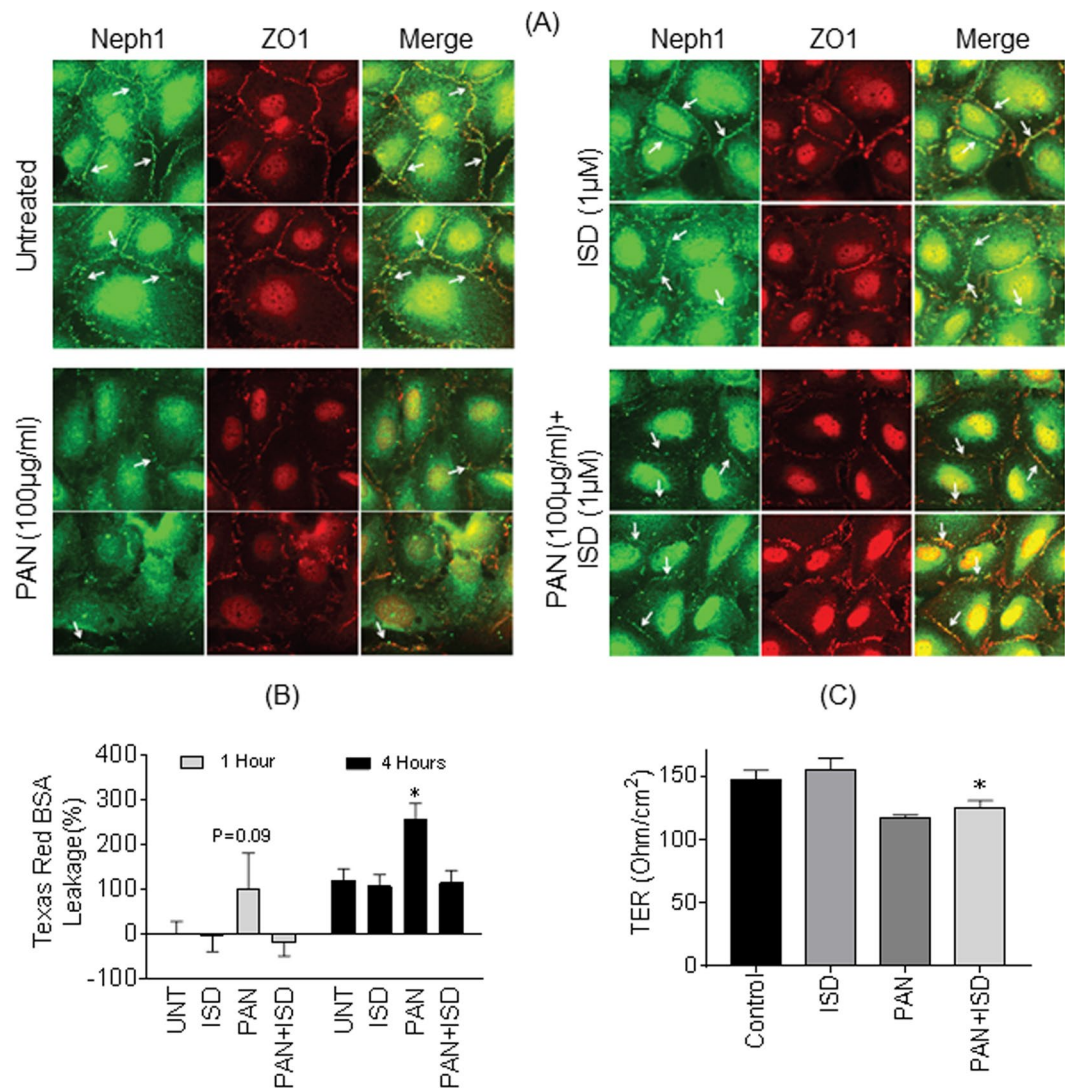 (A)
Neph1 ZO1 Merge
Neph1 ZO1 Merge
Untreated
ISD (1µM)
PAN (100µg/ml)
PAN (100µg/ml)+
ISD (1µM)
(B)
400
300
200
100
0
-100
Texas Red BSA
Leakage(%)
1 Hour
4 Hours
P=0.09
*
UNT
ISD
PAN
PAN+ISD
UNT
ISD
PAN
PAN+ISD
(C)
150
100
50
0
TER (Ohm/cm²)
*
Control
ISD
PAN
PAN+ISD